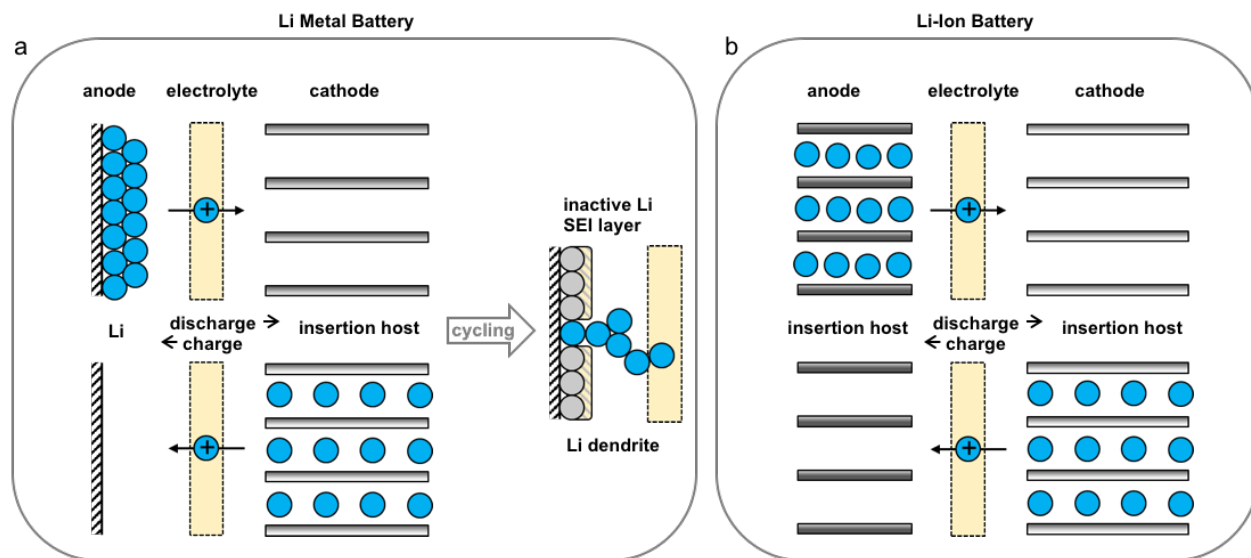 Li Metal Battery
a
anode electrolyte cathode
+
inactive Li
SEI layer
Li discharge insertion host
charge
cycling
+
Li dendrite
Li-Ion Battery
b
anode electrolyte cathode
+
insertion host discharge insertion host
charge
+